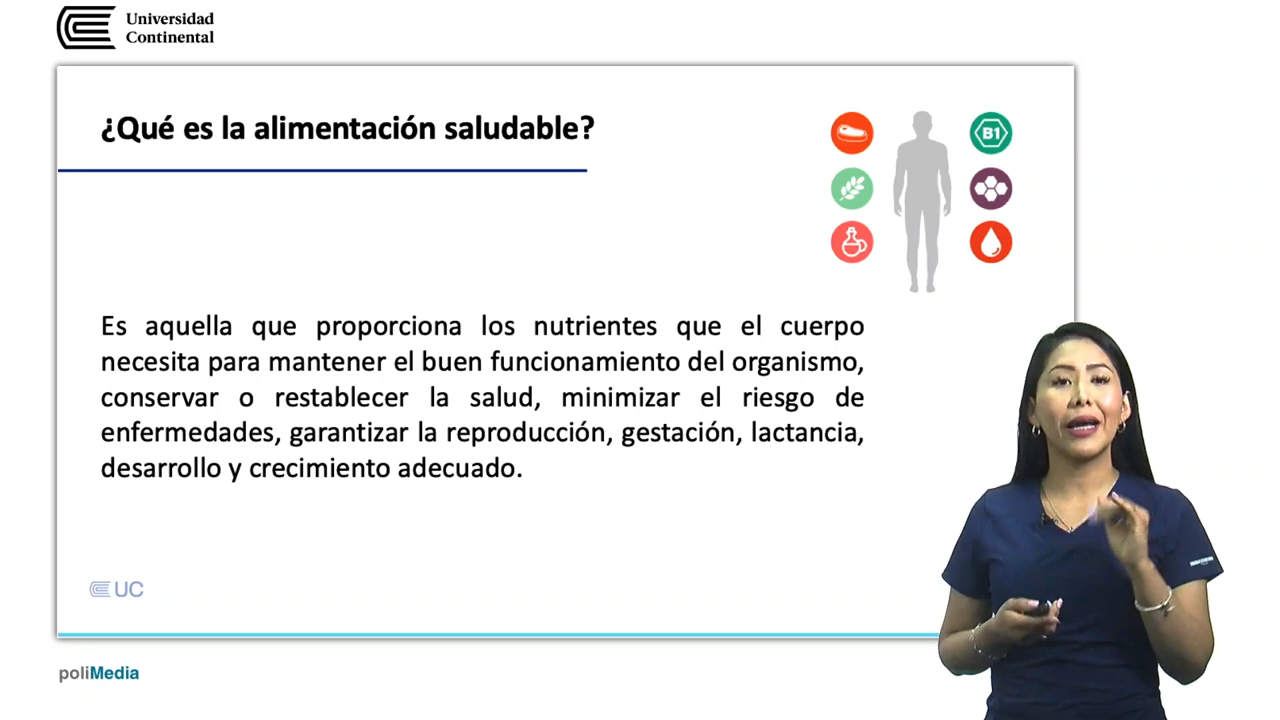 Universidad
Continental
¿Qué es la alimentación saludable?
B1
Es aquella que proporciona los nutrientes que el cuerpo
necesita para mantener el buen funcionamiento del organismo,
conservar o restablecer la salud, minimizar el riesgo de
enfermedades, garantizar la reproducción, gestación, lactancia,
desarrollo y crecimiento adecuado.
UC
poliMedia